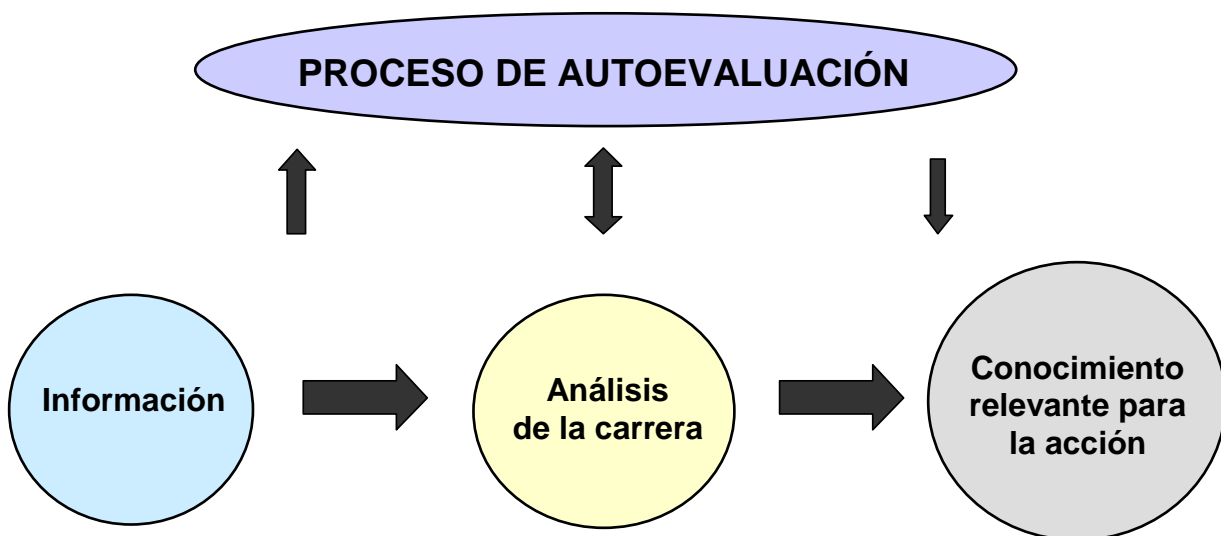 PROCESO DE AUTOEVALUACIÓN
Información
Análisis
de la carrera
Conocimiento
relevante para
la acción